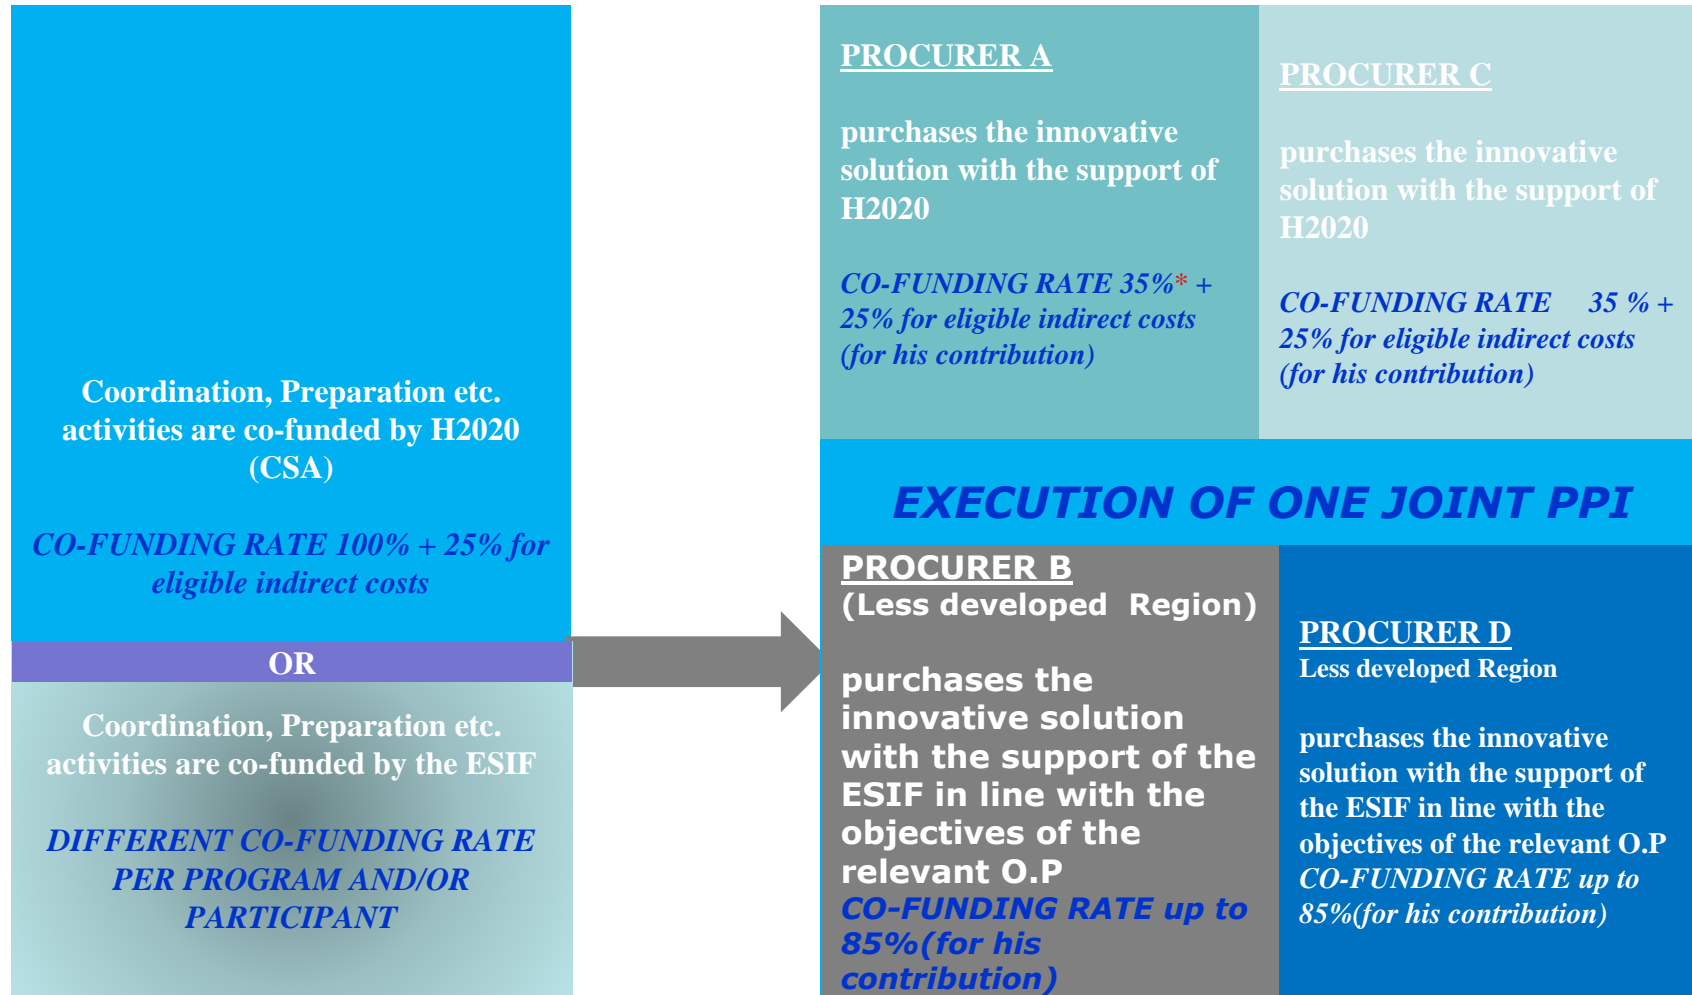 Coordination, Preparation etc.
activities are co-funded by H2020
(CSA)
CO-FUNDING RATE 100% + 25% for
eligible indirect costs
OR
Coordination, Preparation etc.
activities are co-funded by the ESIF
DIFFERENT CO-FUNDING RATE
PER PROGRAM AND/OR
PARTICIPANT
PROCURER A
purchases the innovative
solution with the support of
H2020
CO-FUNDING RATE 35%* +
25% for eligible indirect costs
(for his contribution)
PROCURER C
purchases the innovative
solution with the support of
H2020
CO-FUNDING RATE 35 % +
25% for eligible indirect costs
(for his contribution)
EXECUTION OF ONE JOINT PPI
PROCURER B
(Less developed Region)
purchases the
innovative solution
with the support of the
ESIF in line with the
objectives of the
relevant O.P
CO-FUNDING RATE up to
85%(for his
contribution)
PROCURER D
Less developed Region
purchases the innovative
solution with the support of
the ESIF in line with the
objectives of the relevant O.P
CO-FUNDING RATE up to
85%(for his contribution)